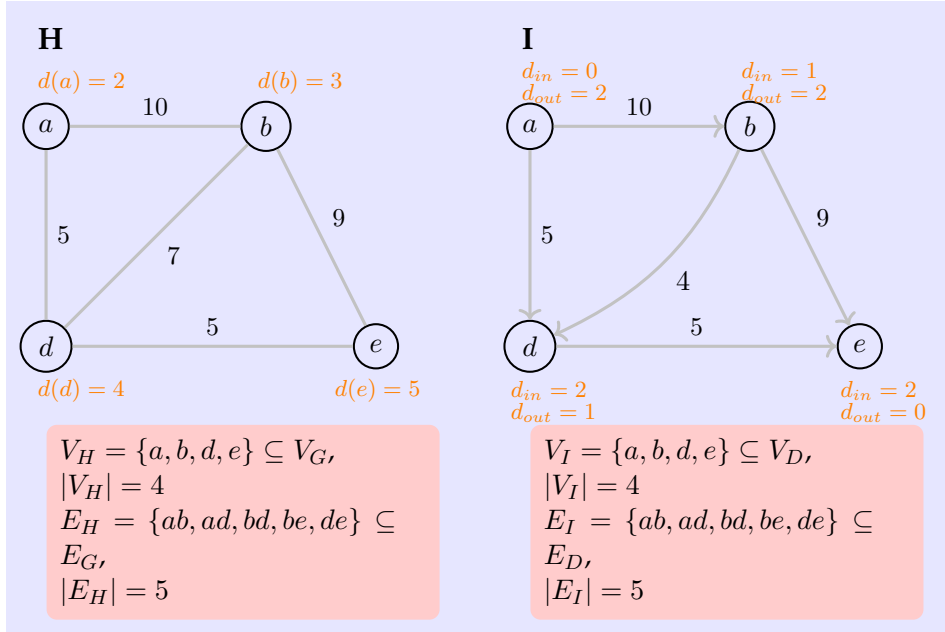 H
d(a) = 2
d(b) = 3
a
10
b
5
7
9
d
5
e
d(d) = 4
d(e) = 5
V_H = {a, b, d, e} ⊆ V_G,
|V_H| = 4
E_H = {ab, ad, bd, be, de} ⊆
E_G,
|E_H| = 5
I
d_in = 0
d_out = 2
d_in = 1
d_out = 2
a
10
b
5
4
9
d
5
e
d_in = 2
d_out = 1
d_in = 2
d_out = 0
V_I = {a, b, d, e} ⊆ V_D,
|V_I| = 4
E_I = {ab, ad, bd, be, de} ⊆
E_D,
|E_I| = 5